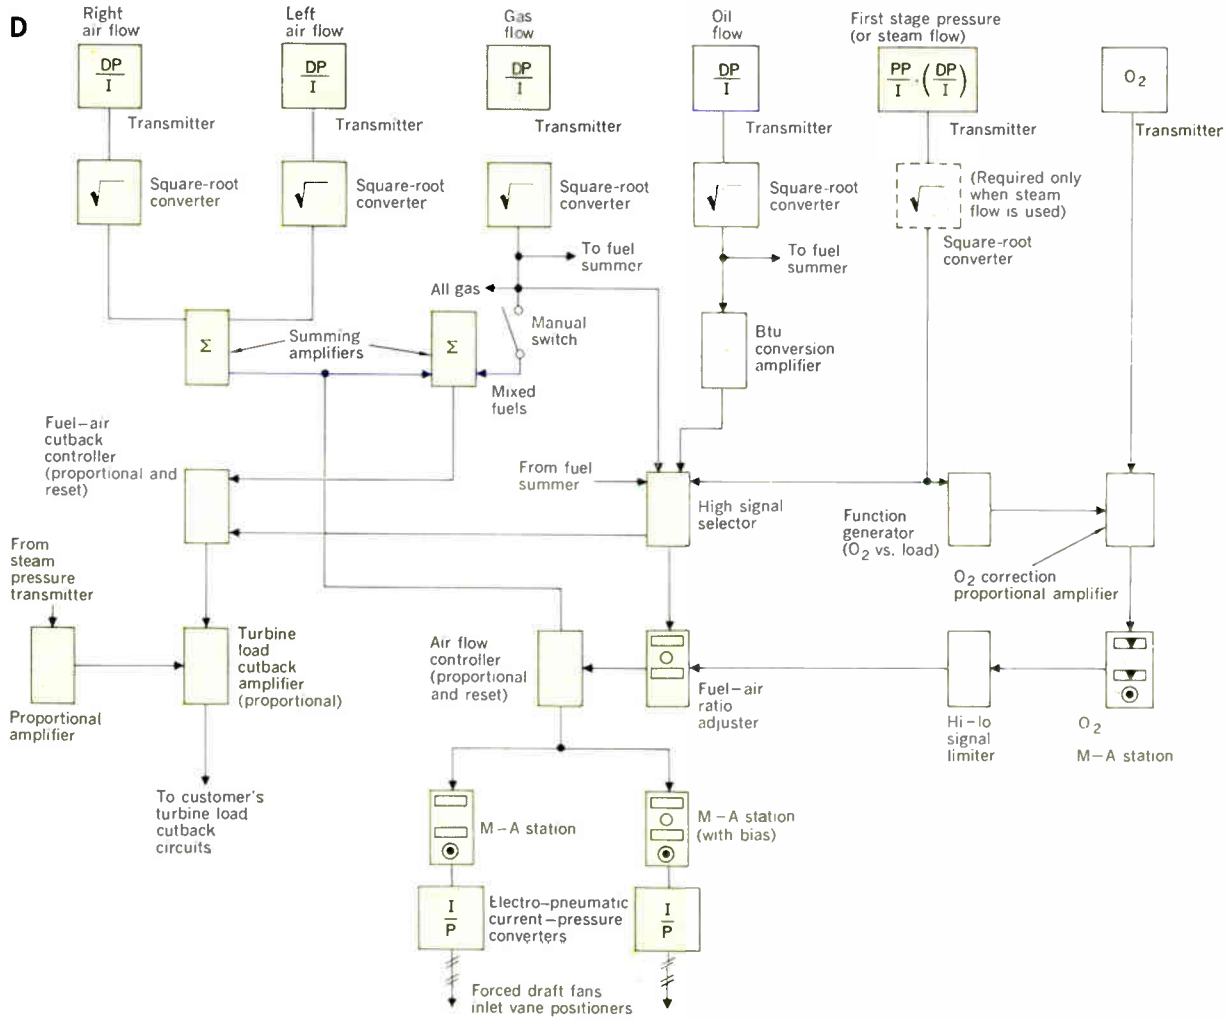 D
Right
air flow
Left
air flow
Gas
flow
Oil
flow
First stage pressure
(or steam flow)
DP
I
DP
I
DP
I
DP
I
PP
I
·
(DP
I)
O2
Transmitter
Transmitter
Transmitter
Transmitter
Transmitter
Transmitter
√
Square-root
converter
√
Square-root
converter
√
Square-root
converter
√
Square-root
converter
√
(Required only
when steam
flow is used)
Square-root
converter
To fuel
summer
To fuel
summer
All gas
Manual
switch
Σ
Summing
amplifiers
Σ
Mixed
fuels
Btu
conversion
amplifier
Fuel-air
cutback
controller
(proportional and
reset)
From fuel
summer
High signal
selector
Function
generator
(O2 vs. load)
O2 correction
proportional amplifier
From
steam
pressure
transmitter
Turbine
load
cutback
amplifier
(proportional)
Air flow
controller
(proportional
and reset)
Fuel-air
ratio
adjuster
Proportional
amplifier
Hi-lo
signal
limiter
O2
M-A station
To customer's
turbine load
cutback
circuits
M-A station
M-A station
(with bias)
I
P
Electro-pneumatic
current-pressure
converters
I
P
Forced draft fans
inlet vane positioners